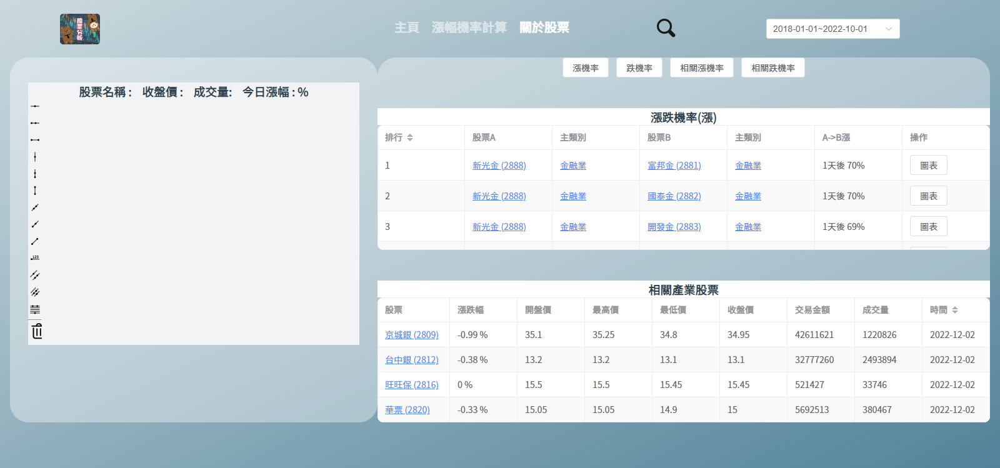 股票分析
主頁 漲幅機率計算 關於股票
2018-01-01~2022-10-01
漲機率 跌機率 相關漲機率 相關跌機率
股票名稱 : 收盤價 : 成交量: 今日漲幅 : %
123
漲跌機率(漲)
排行 股票A 主類別 股票B 主類別 A->B漲 操作
1 新光金 (2888) 金融業 富邦金 (2881) 金融業 1天後 70% 圖表
2 新光金 (2888) 金融業 國泰金 (2882) 金融業 1天後 70% 圖表
3 新光金 (2888) 金融業 開發金 (2883) 金融業 1天後 69% 圖表
相關產業股票
股票 漲跌幅 開盤價 最高價 最低價 收盤價 交易金額 成交量 時間
京城銀 (2809) -0.99 % 35.1 35.25 34.8 34.95 42611621 1220826 2022-12-02
台中銀 (2812) -0.38 % 13.2 13.2 13.1 13.1 32777260 2493894 2022-12-02
旺旺保 (2816) 0 % 15.5 15.5 15.45 15.45 521427 33746 2022-12-02
華票 (2820) -0.33 % 15.05 15.05 14.9 15 5692513 380467 2022-12-02